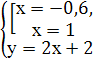 x = −0,6,
x = 1
y = 2x + 2